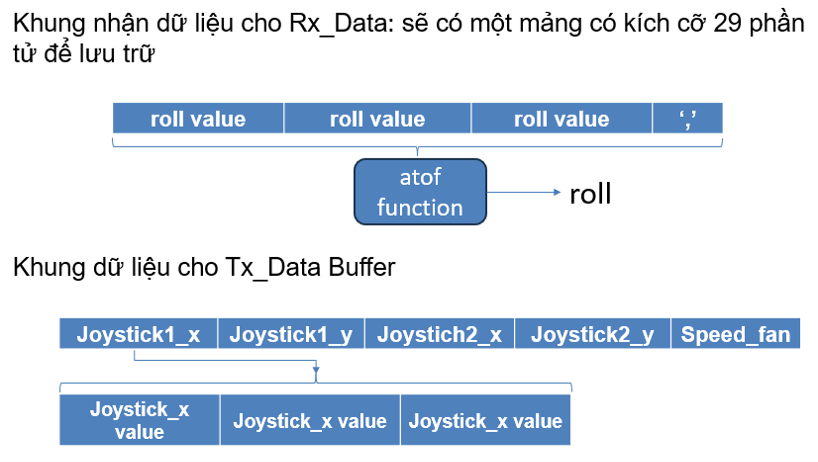 Khung nhận dữ liệu cho Rx_Data: sẽ có một mảng có kích cỡ 29 phần
tử để lưu trữ
roll value roll value roll value ‘,’
atof
function
roll
Khung dữ liệu cho Tx_Data Buffer
Joystick1_x Joystick1_y Joystich2_x Joystick2_y Speed_fan
Joystick_x
value
Joystick_x value Joystick_x value